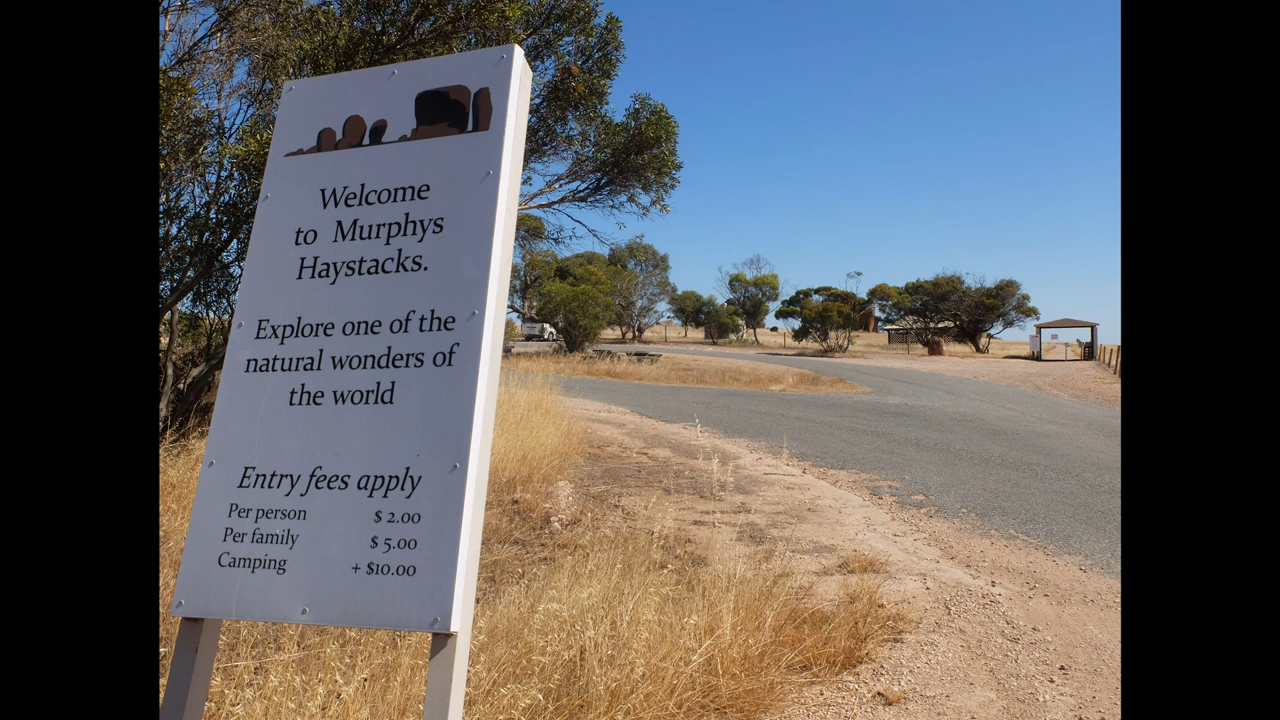 Welcome
to Murphys
Haystacks.
Explore one of the
natural wonders of
the world
Entry fees apply
Per person $ 2.00
Per family $ 5.00
Camping + $10.00